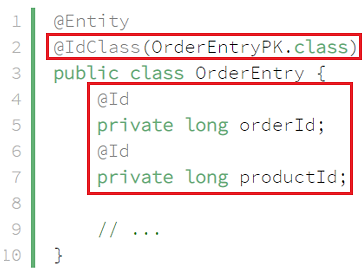 1 @Entity
2 @IdClass(OrderEntryPK.class)
3 public class OrderEntry {
4 @Id
5 private long orderId;
6 @Id
7 private long productId;
8
9 // ...
10 }